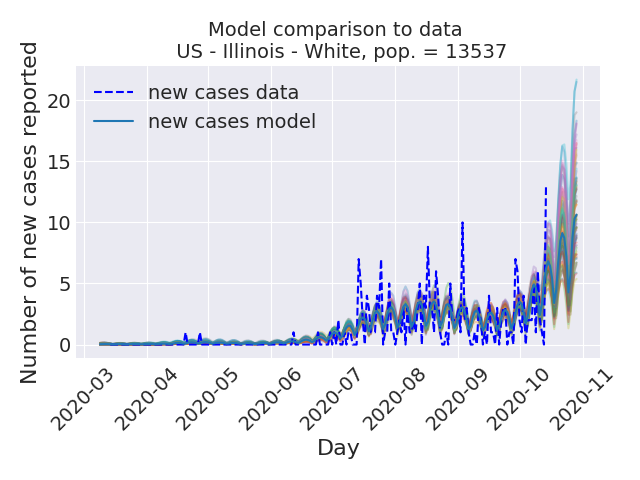 Model comparison to data
US - Illinois - White, pop. = 13537
new cases data
new cases model
Number of new cases reported
20
15
10
5
0
2020-03
2020-04
2020-05
2020-06
2020-07
2020-08
2020-09
2020-10
2020-11
Day